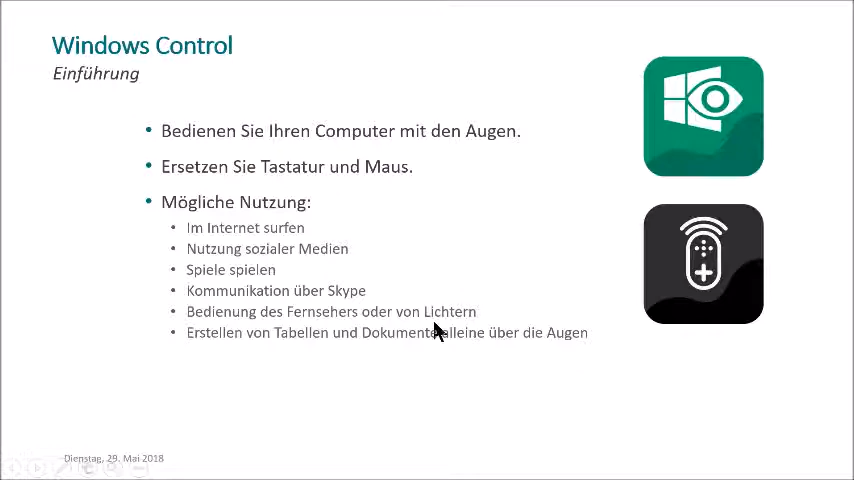 Windows Control
Einführung
• Bedienen Sie Ihren Computer mit den Augen.
• Ersetzen Sie Tastatur und Maus.
• Mögliche Nutzung:
• Im Internet surfen
• Nutzung sozialer Medien
• Spiele spielen
• Kommunikation über Skype
• Bedienung des Fernsehers oder von Lichtern
• Erstellen von Tabellen und Dokumente alleine über die Augen
Dienstag, 29. Mai 2018